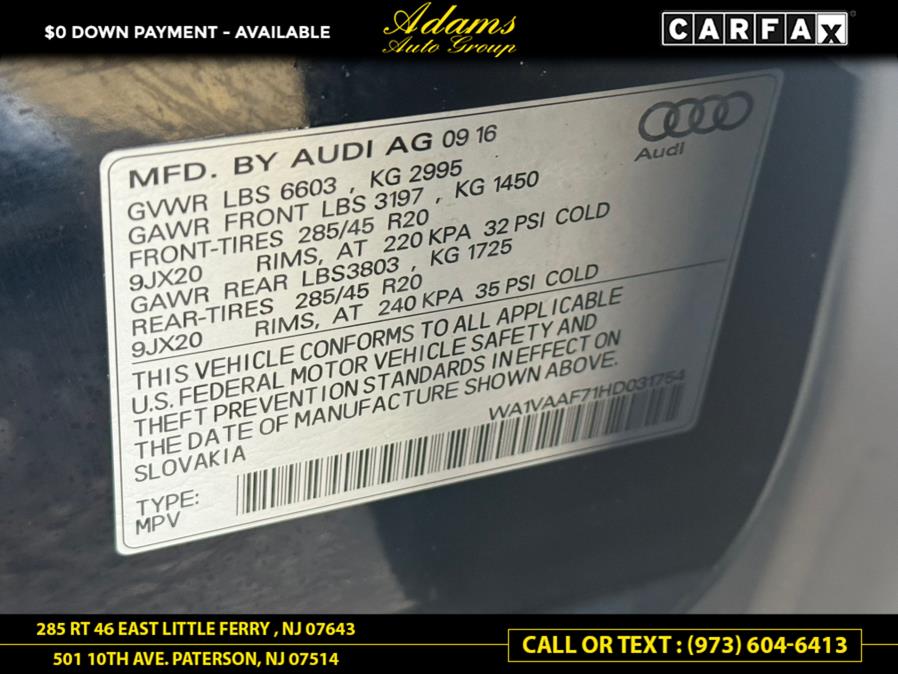 $0 DOWN PAYMENT - AVAILABLE
Adams
Auto Group
CARFAX
Audi
MFD. BY AUDI AG 09 16
GVWR LBS 6603 , KG 2995
GAWR FRONT LBS 3197 , KG 1450
FRONT-TIRES 285/45 R20
9JX20 RIMS, AT 220 KPA 32 PSI COLD
GAWR REAR LBS3803 , KG 1725
REAR-TIRES 285/45 R20
9JX20 RIMS, AT 240 KPA 35 PSI COLD
THIS VEHICLE CONFORMS TO ALL APPLICABLE
U.S. FEDERAL MOTOR VEHICLE SAFETY AND
THEFT PREVENTION STANDARDS IN EFFECT ON
THE DATE OF MANUFACTURE SHOWN ABOVE.
SLOVAKIA
WA1VAAF71HD031754
TYPE:
MPV
285 RT 46 EAST LITTLE FERRY , NJ 07643
501 10TH AVE. PATERSON, NJ 07514
CALL OR TEXT : (973) 604-6413